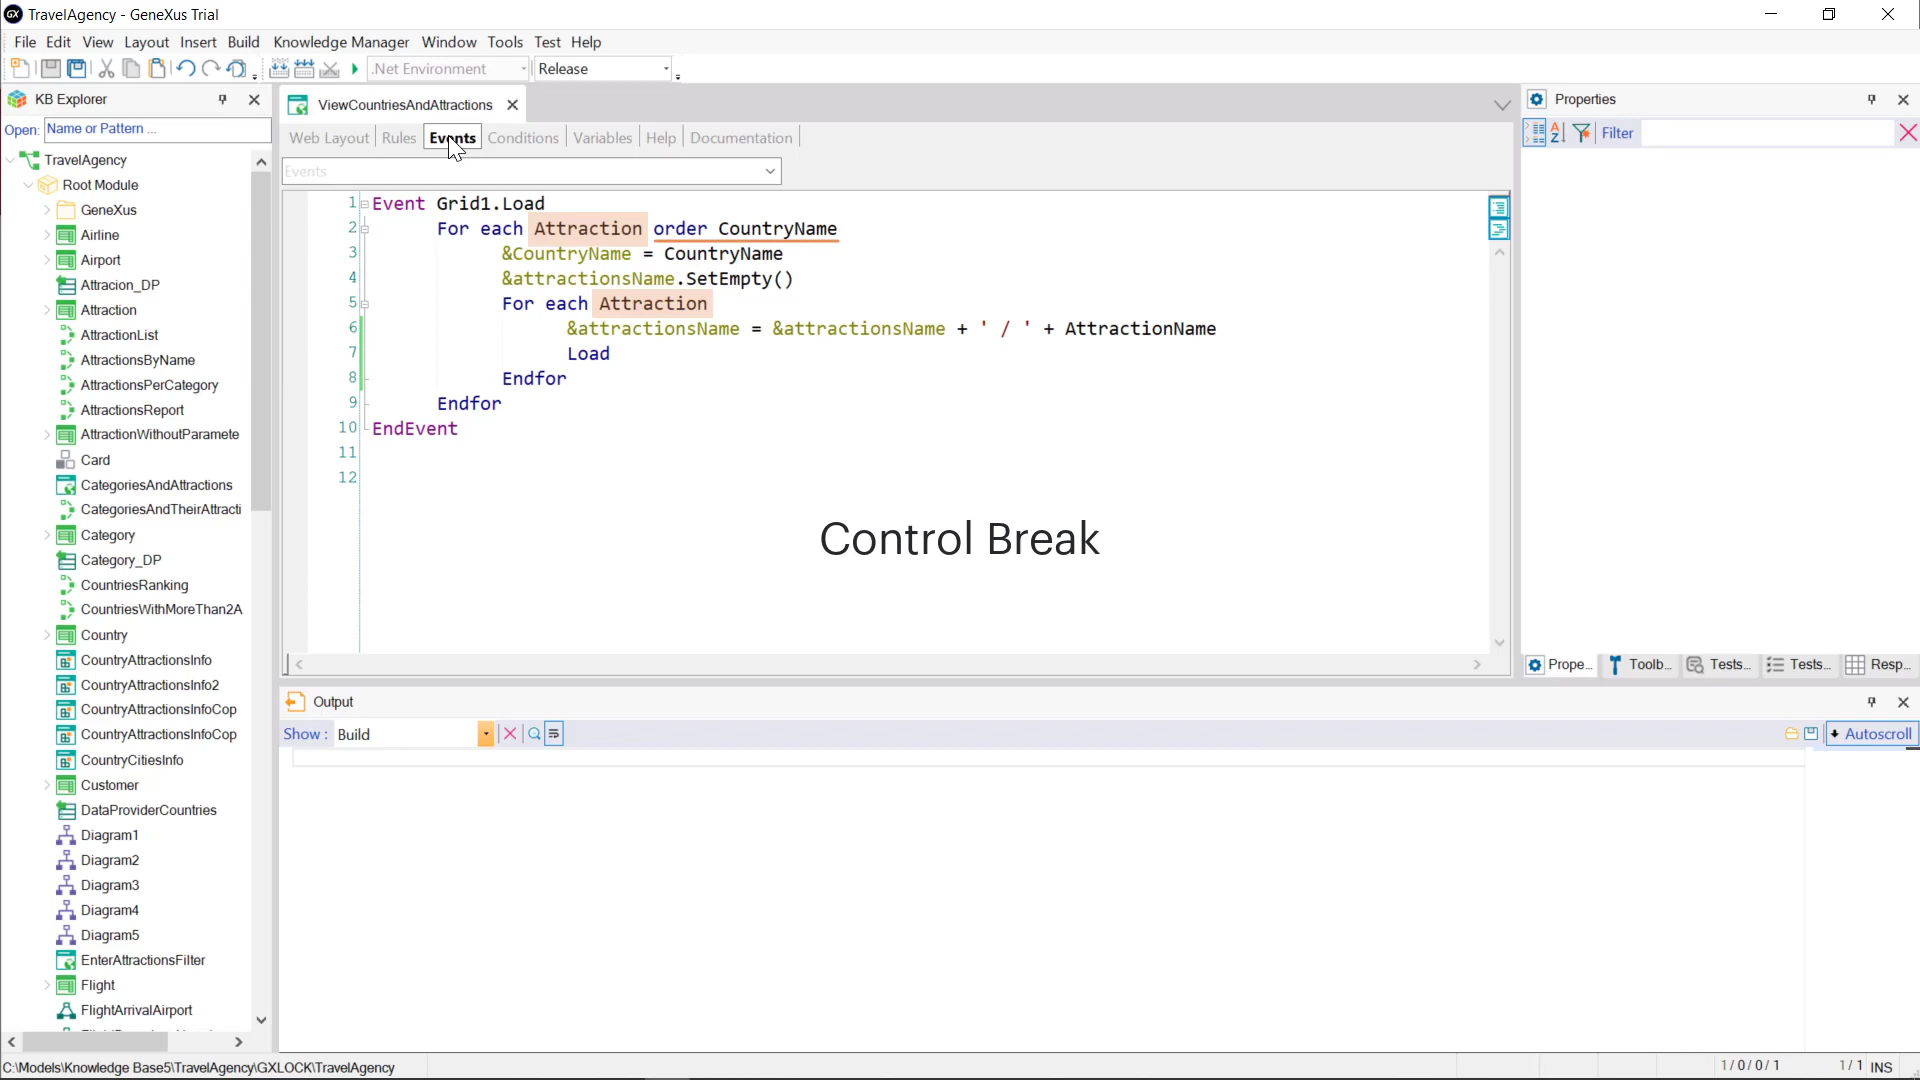 TravelAgency - GeneXus Trial
File Edit View Layout Insert Build Knowledge Manager Window Tools Test Help
.Net Environment Release
KB Explorer
Open: Name or Pattern ...
TravelAgency
Root Module
GeneXus
Airline
Airport
Attracion_DP
Attraction
AttractionList
AttractionsByName
AttractionsPerCategory
AttractionsReport
AttractionWithoutParamete
Card
CategoriesAndAttractions
CategoriesAndTheirAttracti
Category
Category_DP
CountriesRanking
CountriesWithMoreThan2A
Country
CountryAttractionsInfo
CountryAttractionsInfo2
CountryAttractionsInfoCop
CountryAttractionsInfoCop
CountryCitiesInfo
Customer
DataProviderCountries
Diagram1
Diagram2
Diagram3
Diagram4
Diagram5
EnterAttractionsFilter
Flight
FlightArrivalAirport
ViewCountriesAndAttractions
Web Layout Rules Events Conditions Variables Help Documentation
Events
1 Event Grid1.Load
2 For each Attraction order CountryName
3 &CountryName = CountryName
4 &attractionsName.SetEmpty()
5 For each Attraction
6 &attractionsName = &attractionsName + ' / ' + AttractionName
7 Load
8 Endfor
9 Endfor
10 EndEvent
11
12
Control Break
Properties
Filter
Prope... Toolb... Tests... Tests... Resp...
Output
Show : Build
Autoscroll
C:\Models\Knowledge Base5\TravelAgency\GXLOCK\TravelAgency
1/0/0/1 1/1 INS